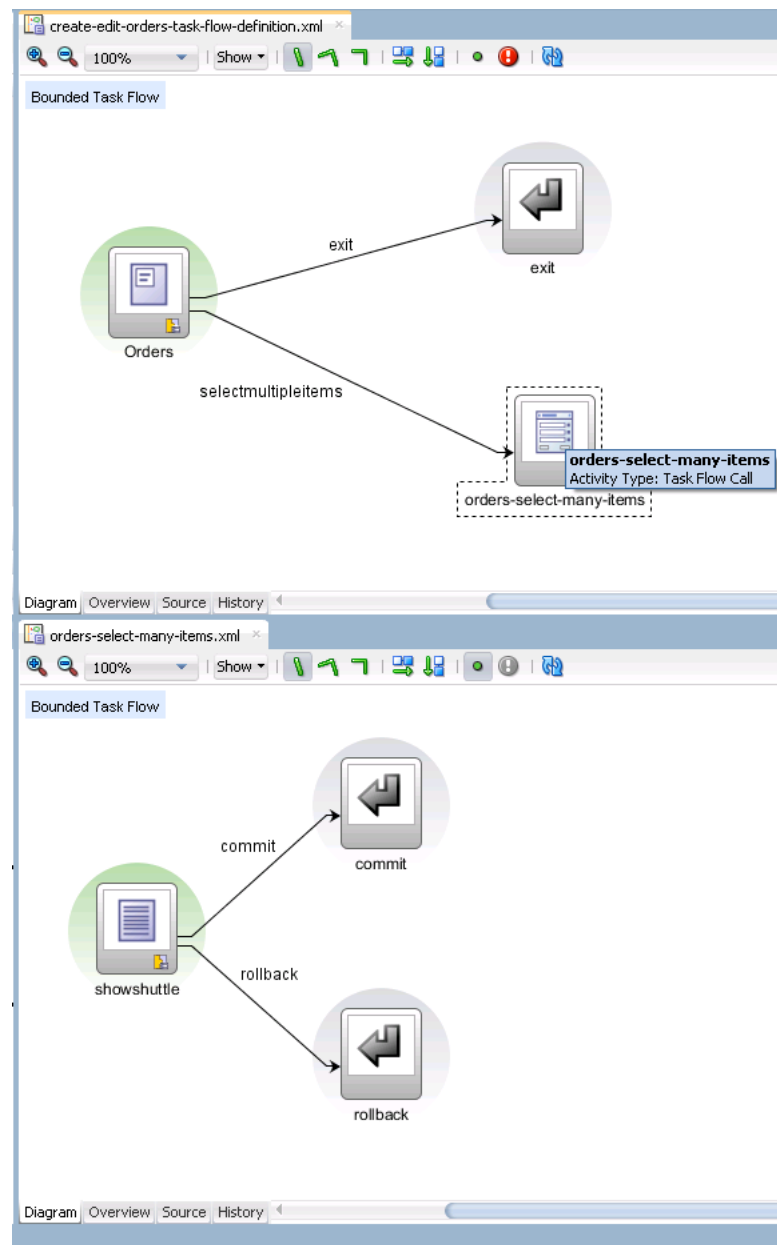 create-edit-orders-task-flow-definition.xml
100% Show
Bounded Task Flow
exit
exit
Orders
selectmultipleitems
orders-select-many-items
Activity Type: Task Flow Call
orders-select-many-items
Diagram Overview Source History
orders-select-many-items.xml
100% Show
Bounded Task Flow
commit
commit
showshuttle
rollback
rollback
Diagram Overview Source History